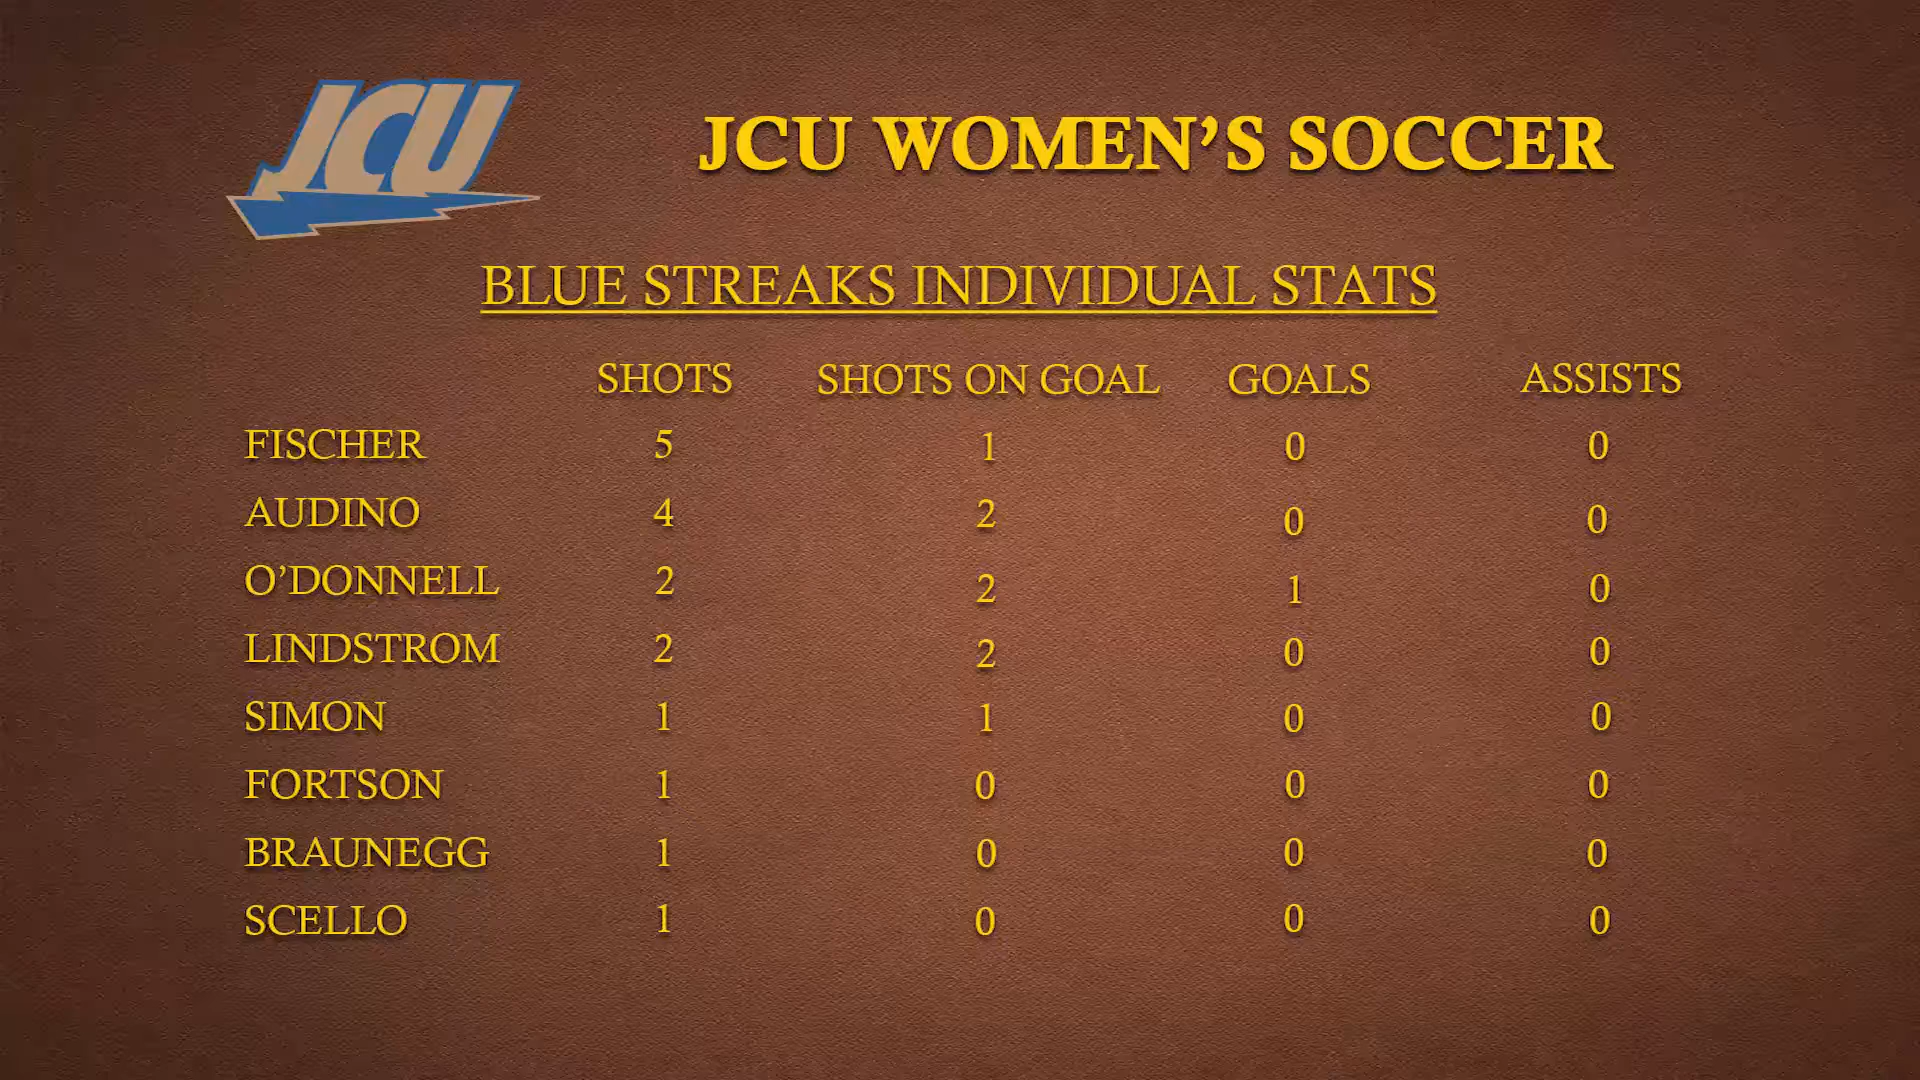 JCU
JCU WOMEN’S SOCCER
BLUE STREAKS INDIVIDUAL STATS
SHOTS SHOTS ON GOAL GOALS ASSISTS
FISCHER 5 1 0 0
AUDINO 4 2 0 0
O’DONNELL 2 2 1 0
LINDSTROM 2 2 0 0
SIMON 1 1 0 0
FORTSON 1 0 0 0
BRAUNEGG 1 0 0 0
SCELLO 1 0 0 0